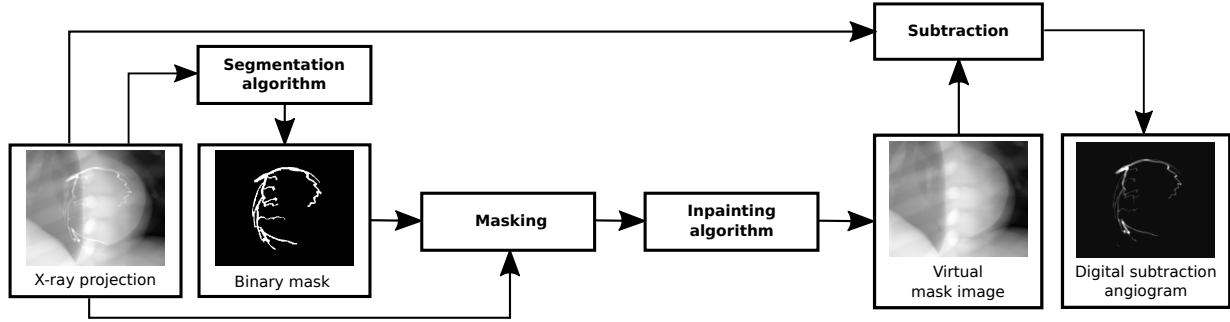 Subtraction
Segmentation
algorithm
Masking
Inpainting
algorithm
X-ray projection
Binary mask
Virtual
mask image
Digital subtraction
angiogram